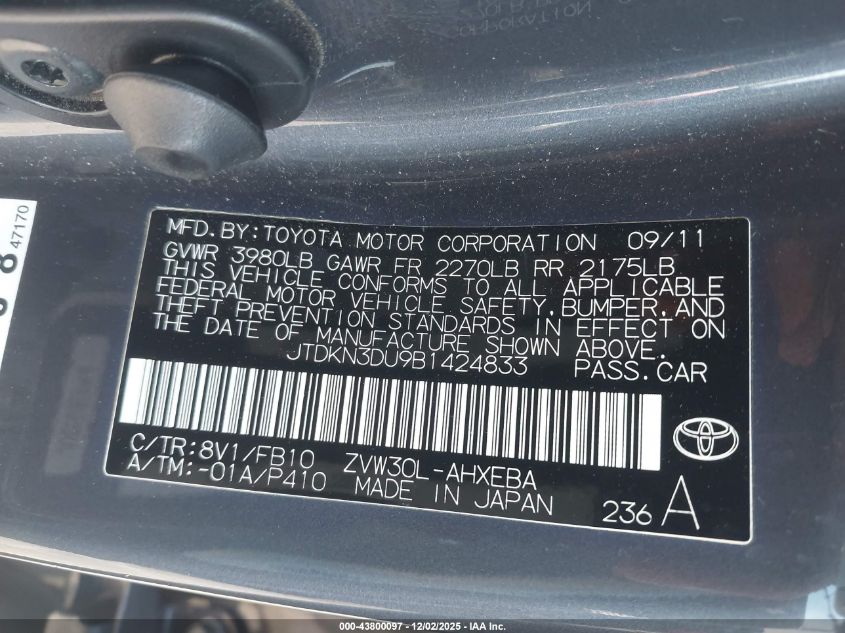 MFD. BY: TOYOTA MOTOR CORPORATION 09/11
GVWR 3980LB GAWR FR 2270LB RR 2175LB
THIS VEHICLE CONFORMS TO ALL APPLICABLE
FEDERAL MOTOR VEHICLE SAFETY, BUMPER, AND
THEFT PREVENTION STANDARDS IN EFFECT ON
THE DATE OF MANUFACTURE SHOWN ABOVE.
JTDKN3DU9B1424833 PASS. CAR
C/TR: 8V1/FB10 ZVW30L-AHXEBA
A/TM: -01A/P410 MADE IN JAPAN
236 A
47170
000-43800097 - 12/02/2025 - IAA Inc.